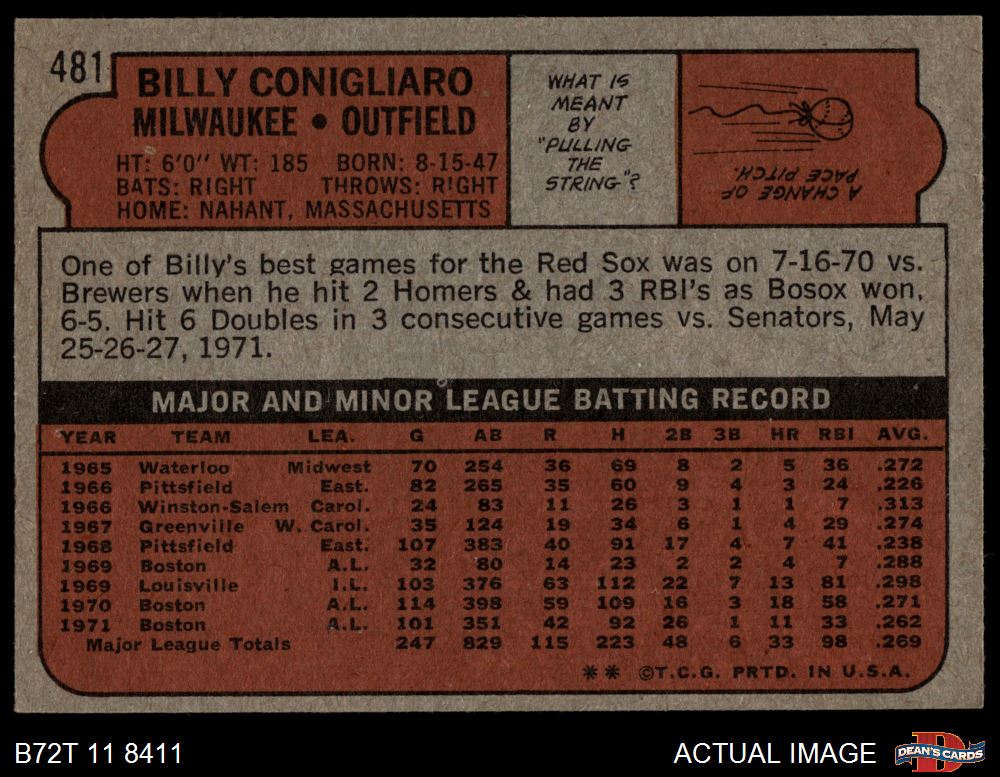 481
BILLY CONIGLIARO
MILWAUKEE • OUTFIELD
HT: 6'0" WT: 185 BORN: 8-15-47
BATS: RIGHT THROWS: RIGHT
HOME: NAHANT, MASSACHUSETTS
WHAT IS
MEANT
BY
"PULLING
THE
STRING"?
A CHANGE OF
PACE PITCH.
One of Billy's best games for the Red Sox was on 7-16-70 vs.
Brewers when he hit 2 Homers & had 3 RBI's as Bosox won,
6-5. Hit 6 Doubles in 3 consecutive games vs. Senators, May
25-26-27, 1971.
MAJOR AND MINOR LEAGUE BATTING RECORD
YEAR TEAM LEA. G AB R H 2B 3B HR RBI AVG.
1965 Waterloo Midwest 70 254 36 69 8 2 5 36 .272
1966 Pittsfield East. 82 265 35 60 9 4 3 24 .226
1966 Winston-Salem Carol. 24 83 11 26 3 1 1 7 .313
1967 Greenville W. Carol. 35 124 19 34 6 1 4 29 .274
1968 Pittsfield East. 107 383 40 91 17 4 7 41 .238
1969 Boston A.L. 32 80 14 23 2 2 4 7 .288
1969 Louisville I.L. 103 376 63 112 22 7 13 81 .298
1970 Boston A.L. 114 398 59 109 16 3 18 58 .271
1971 Boston A.L. 101 351 42 92 26 1 11 33 .262
Major League Totals 247 829 115 223 48 6 33 98 .269
** ©T.C.G. PRTD. IN U.S.A.
B72T 11 8411
ACTUAL IMAGE
D
DEAN'S CARDS